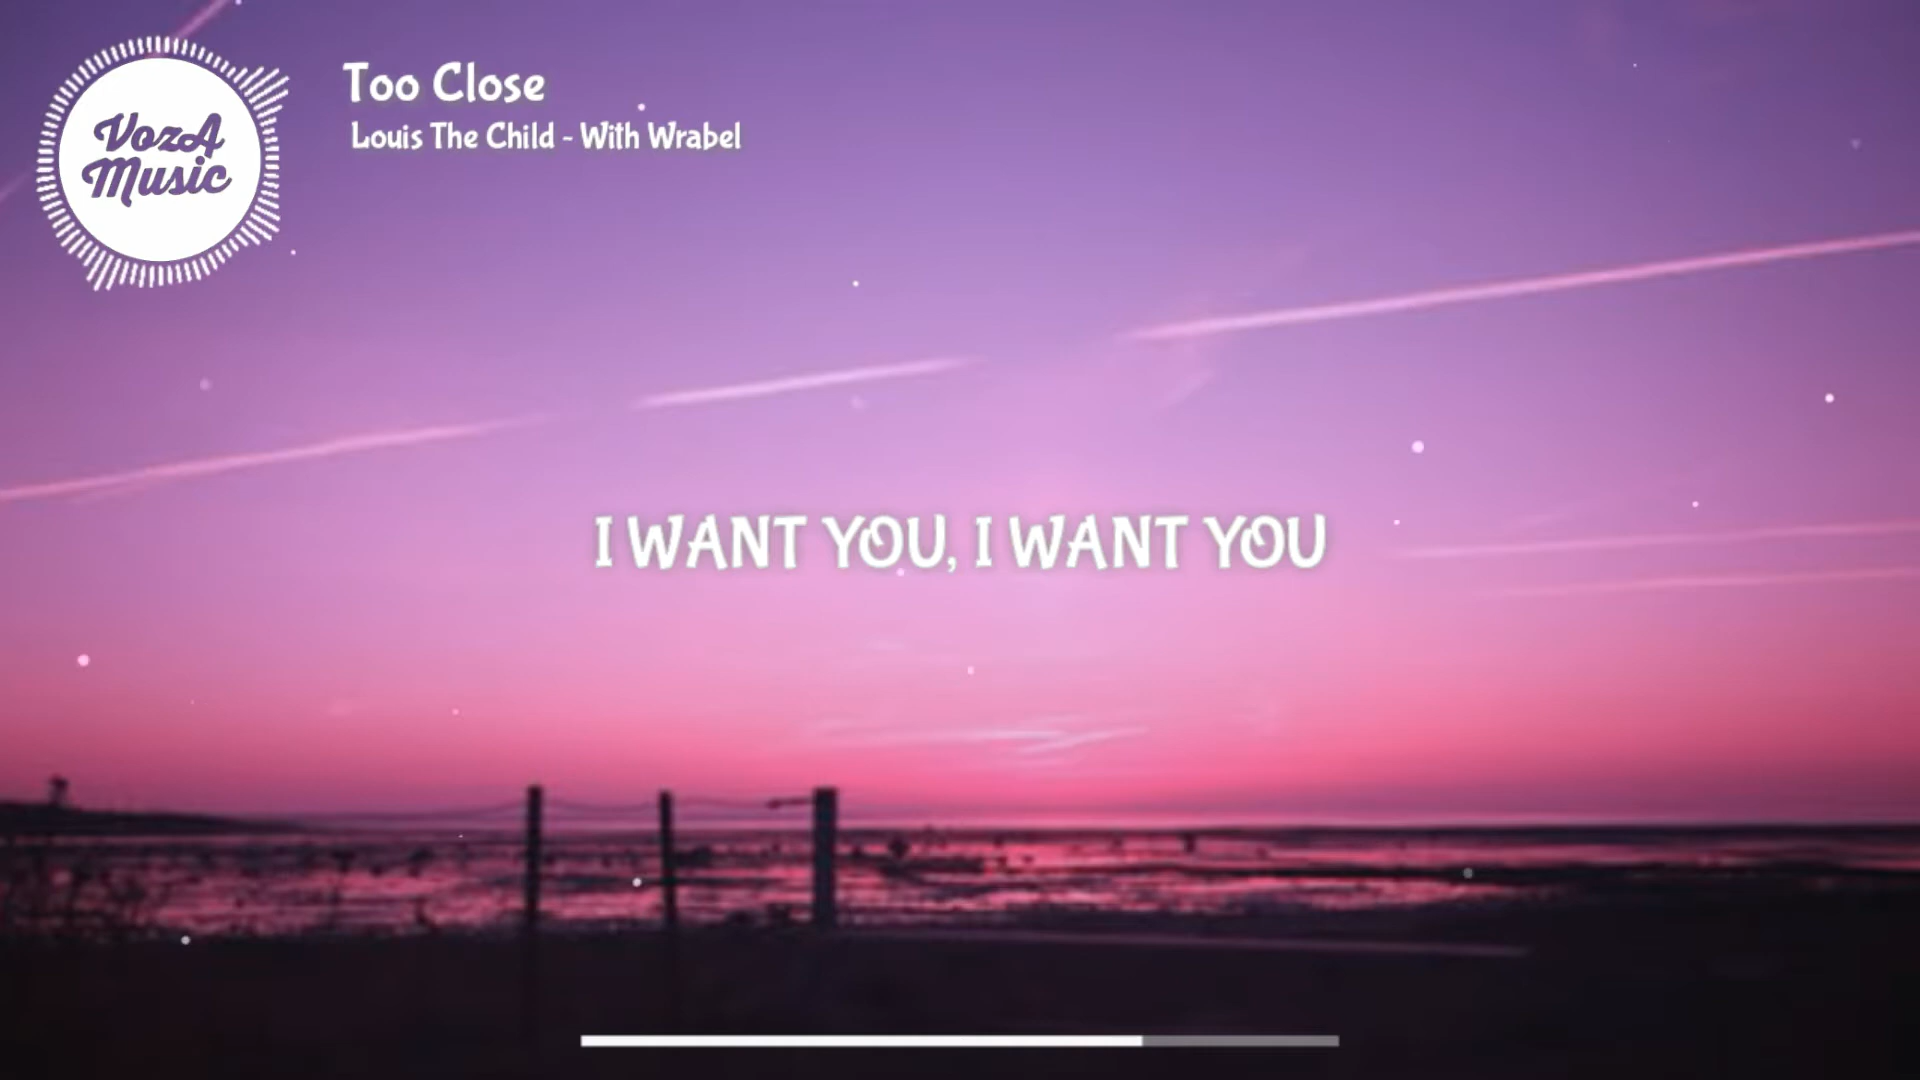 VozA
Music
Too Close
Louis The Child - With Wrabel
I WANT YOU, I WANT YOU